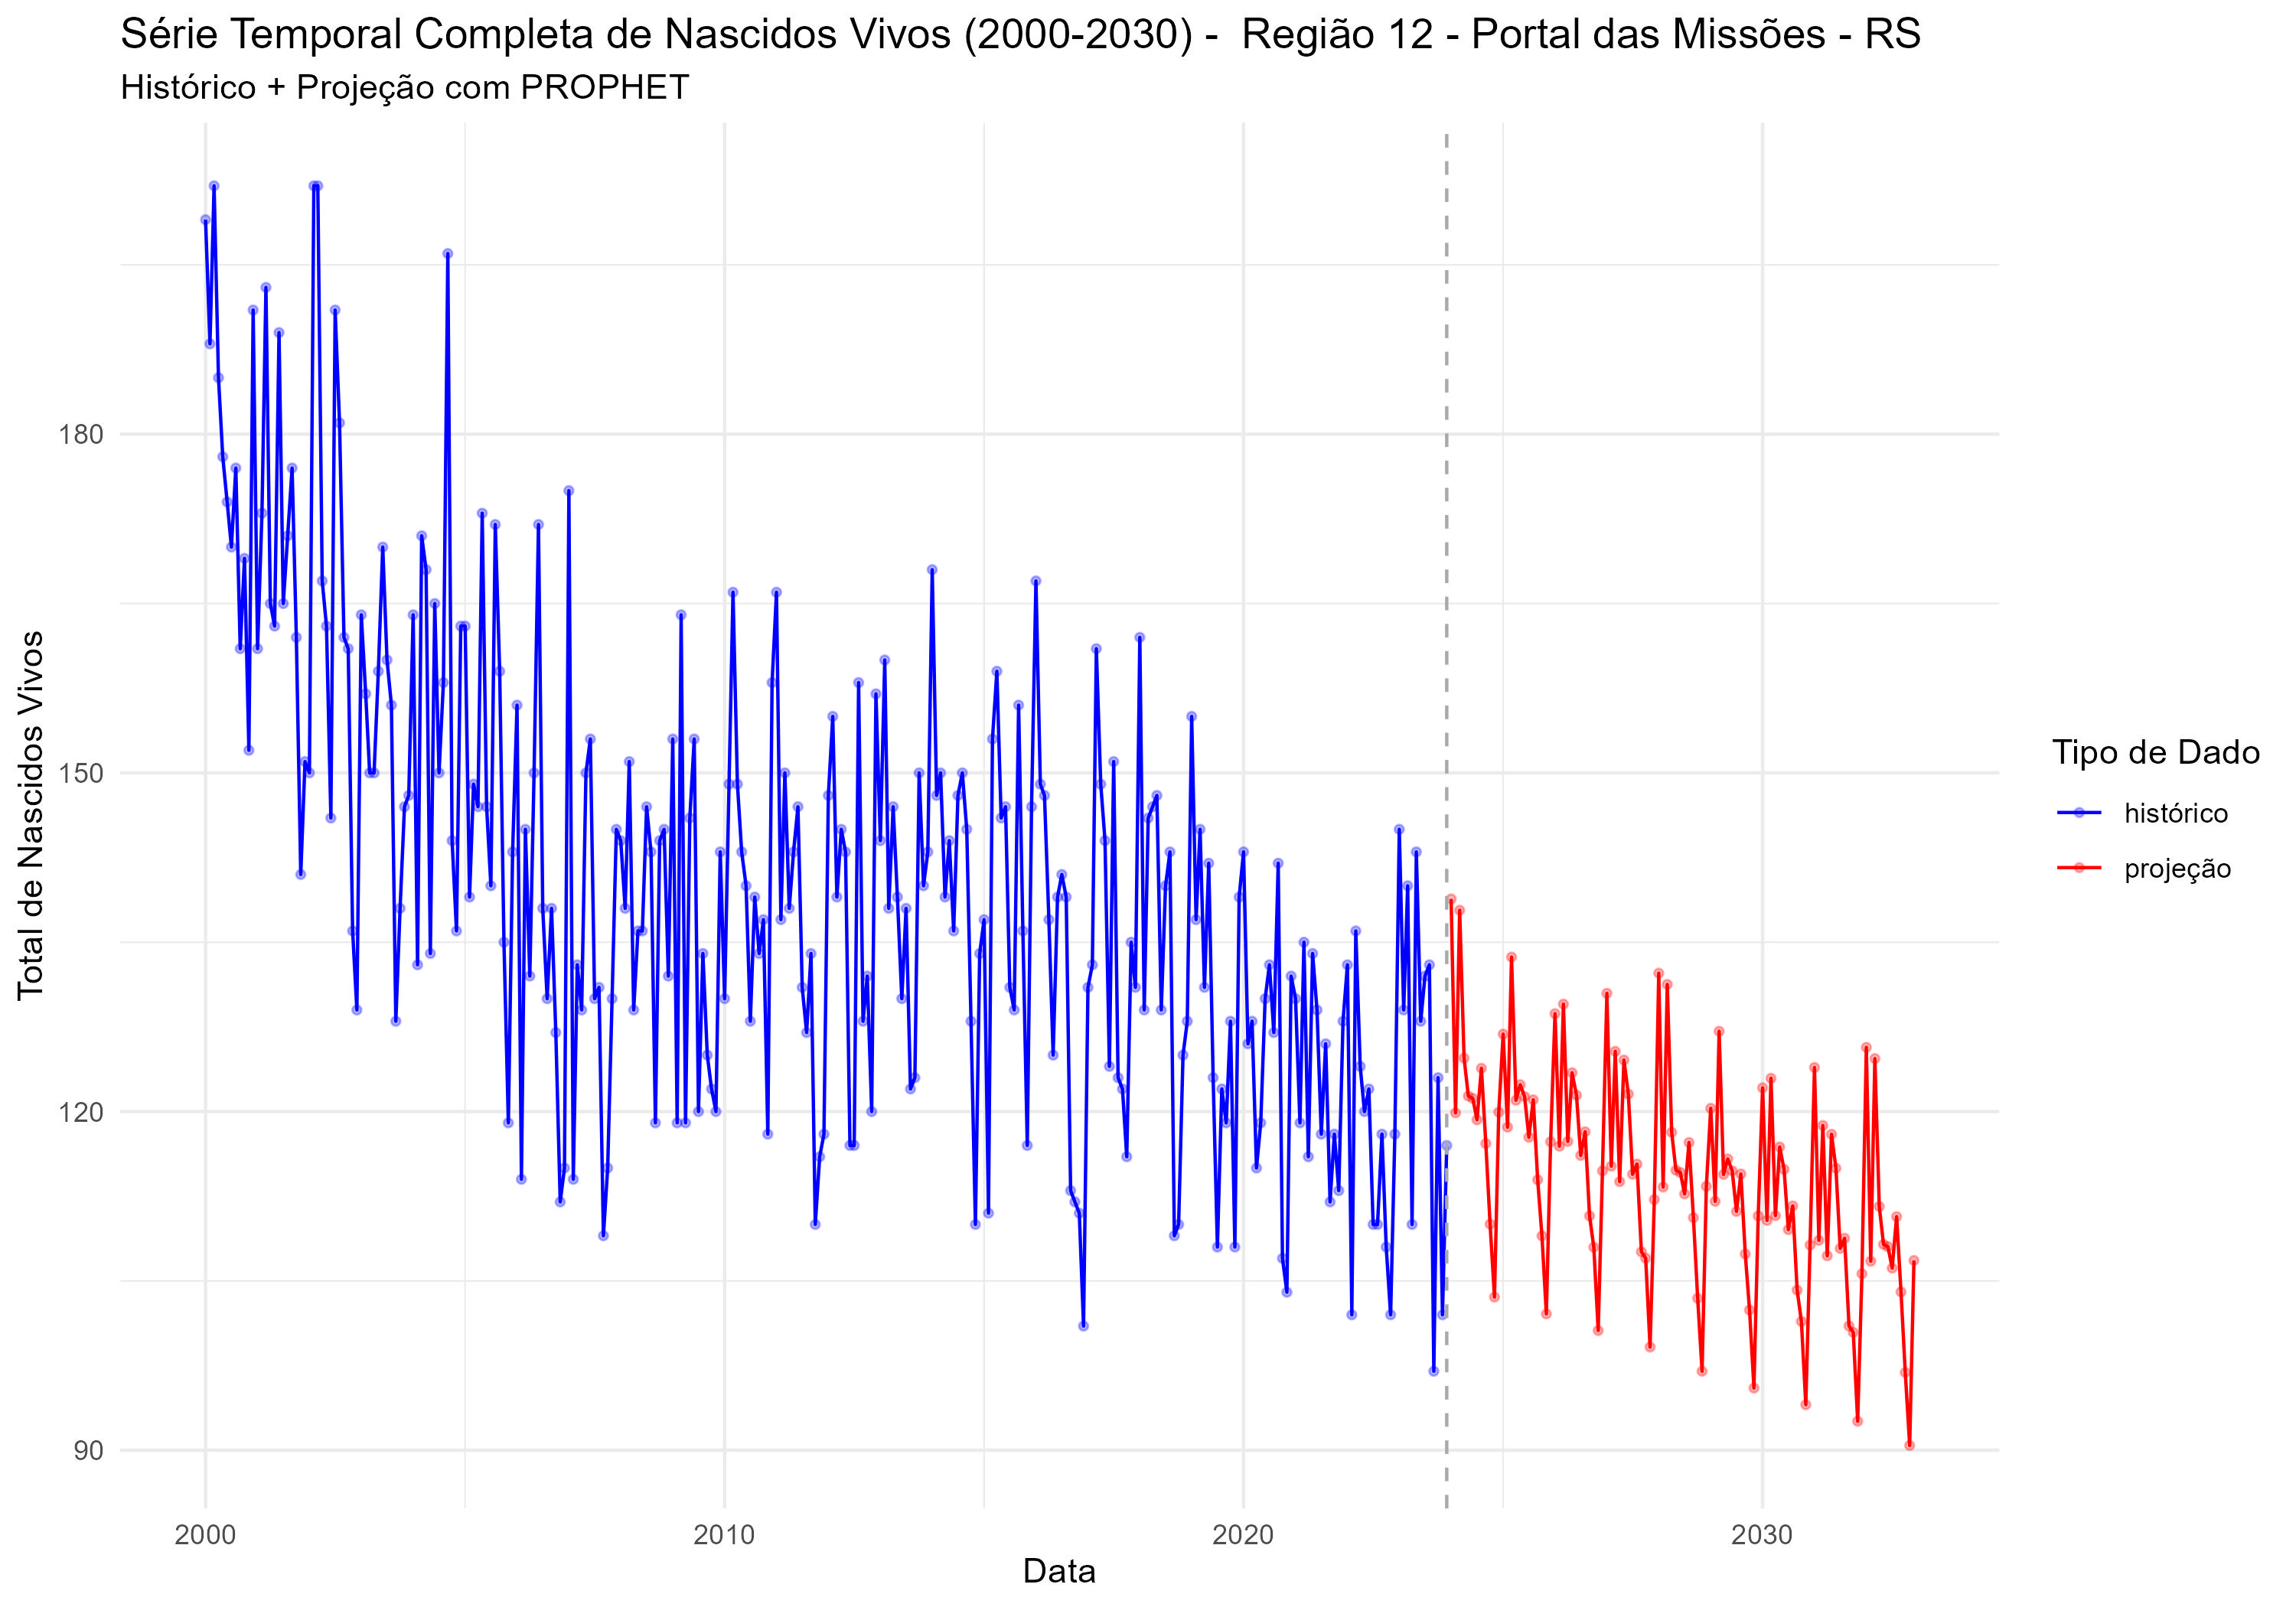 Série Temporal Completa de Nascidos Vivos (2000-2030) -  Região 12 - Portal das Missões - RS
Histórico + Projeção com PROPHET
Total de Nascidos Vivos
180
150
120
90
2000
2010
2020
2030
Data
Tipo de Dado
histórico
projeção